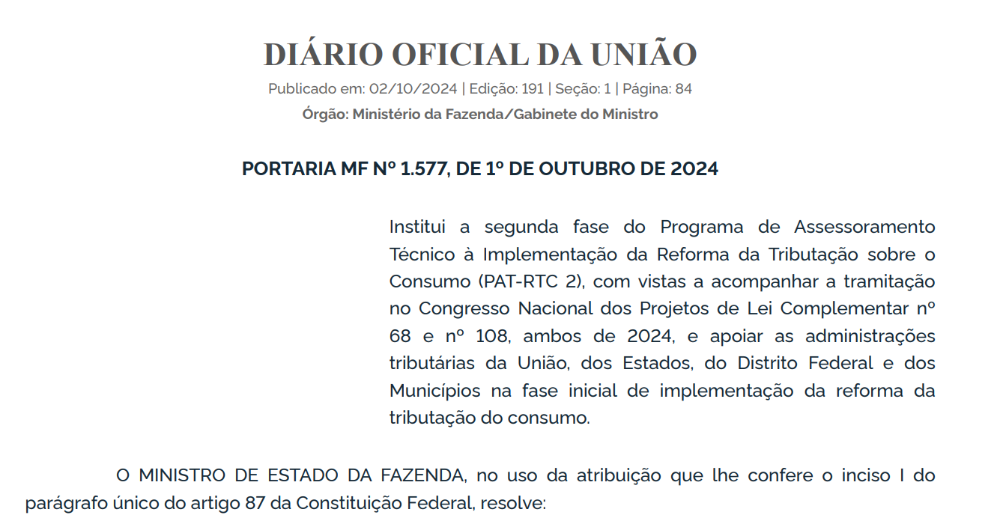 DIÁRIO OFICIAL DA UNIÃO
Publicado em: 02/10/2024 | Edição: 191 | Seção: 1 | Página: 84
Órgão: Ministério da Fazenda/Gabinete do Ministro
PORTARIA MF Nº 1.577, DE 1º DE OUTUBRO DE 2024
Institui a segunda fase do Programa de Assessoramento
Técnico à Implementação da Reforma da Tributação sobre o
Consumo (PAT-RTC 2), com vistas a acompanhar a tramitação
no Congresso Nacional dos Projetos de Lei Complementar nº
68 e nº 108, ambos de 2024, e apoiar as administrações
tributárias da União, dos Estados, do Distrito Federal e dos
Municípios na fase inicial de implementação da reforma da
tributação do consumo.
O MINISTRO DE ESTADO DA FAZENDA, no uso da atribuição que lhe confere o inciso I do
parágrafo único do artigo 87 da Constituição Federal, resolve: